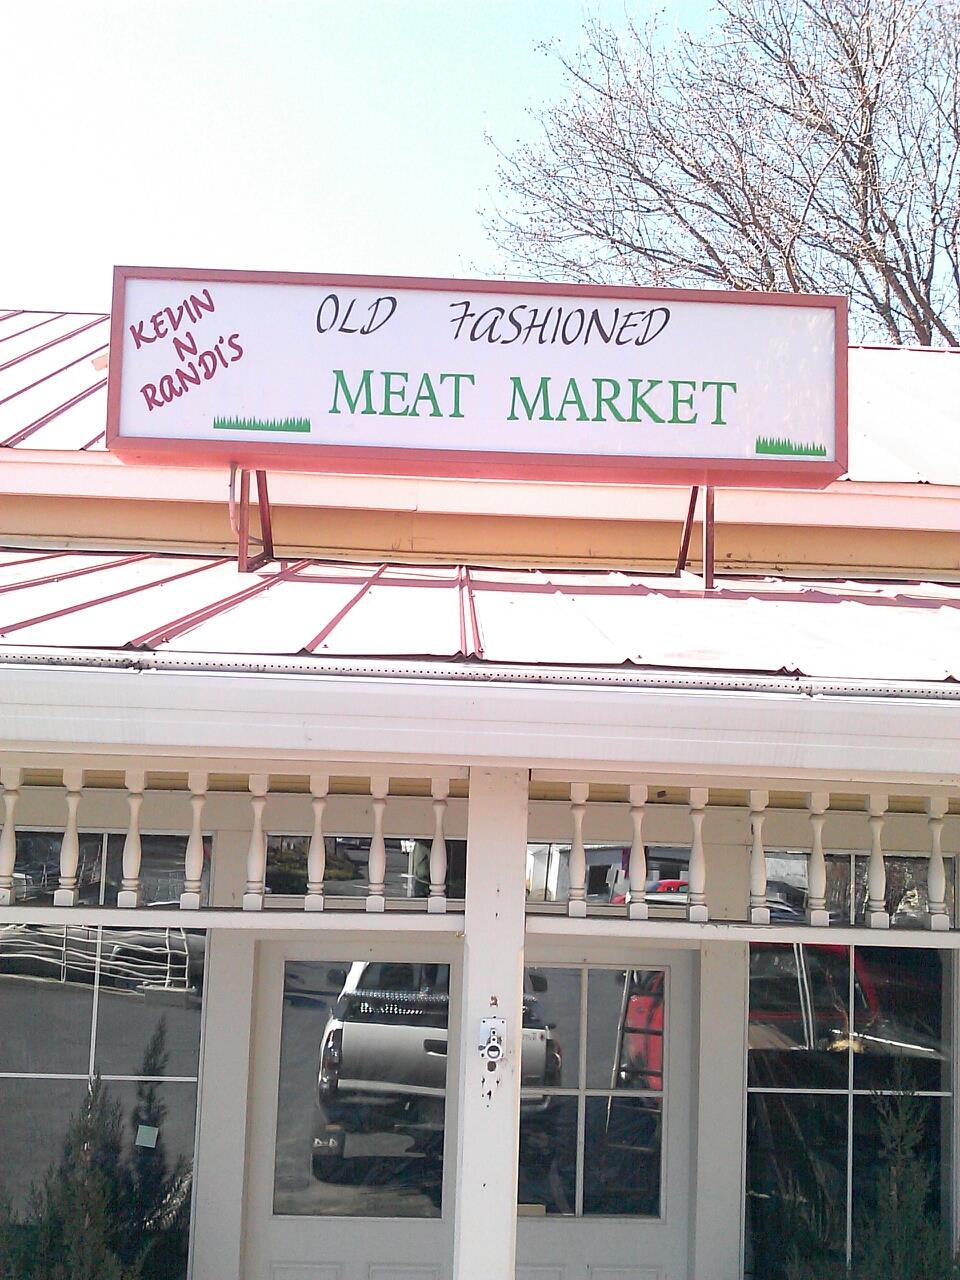 KEVIN
N
RANDI'S
OLD FASHIONED
MEAT MARKET